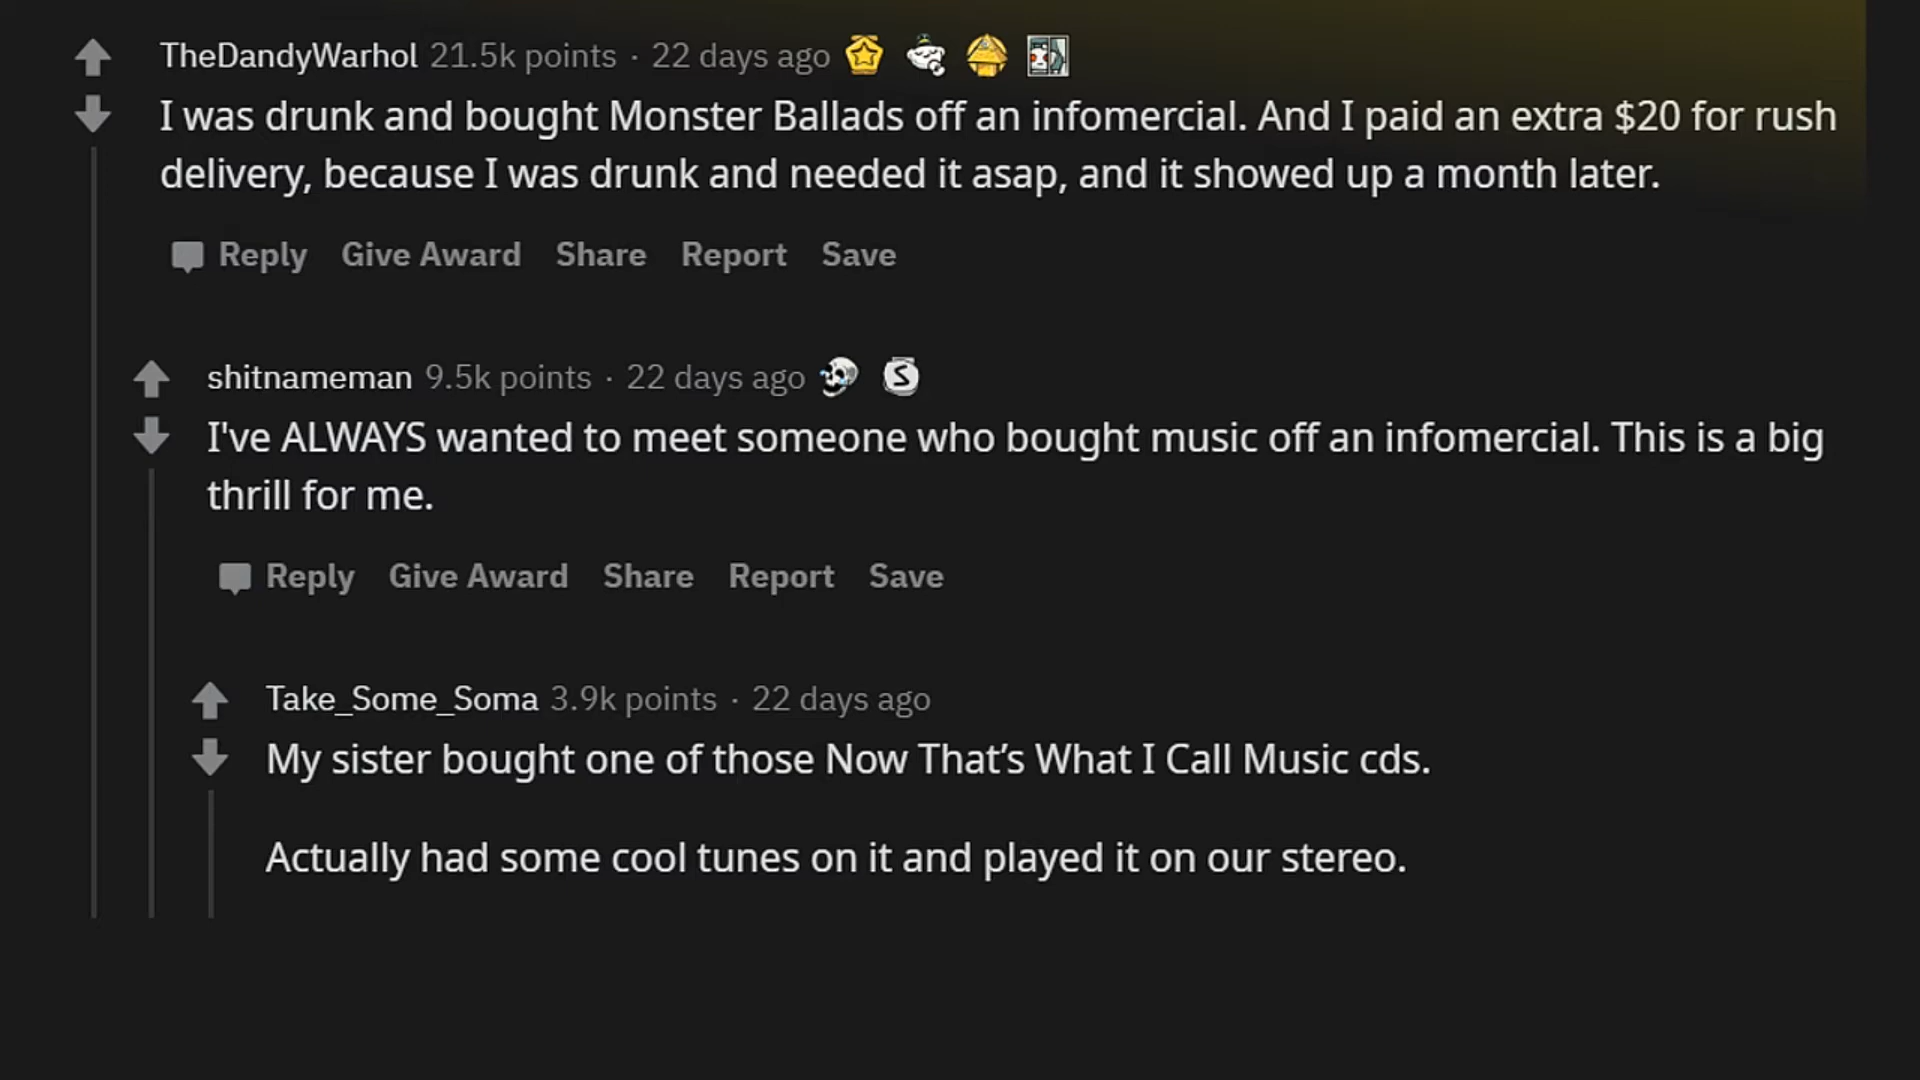 TheDandyWarhol 21.5k points · 22 days ago
I was drunk and bought Monster Ballads off an infomercial. And I paid an extra $20 for rush
delivery, because I was drunk and needed it asap, and it showed up a month later.
Reply Give Award Share Report Save
shitnameman 9.5k points · 22 days ago
I've ALWAYS wanted to meet someone who bought music off an infomercial. This is a big
thrill for me.
Reply Give Award Share Report Save
Take_Some_Soma 3.9k points · 22 days ago
My sister bought one of those Now That’s What I Call Music cds.
Actually had some cool tunes on it and played it on our stereo.